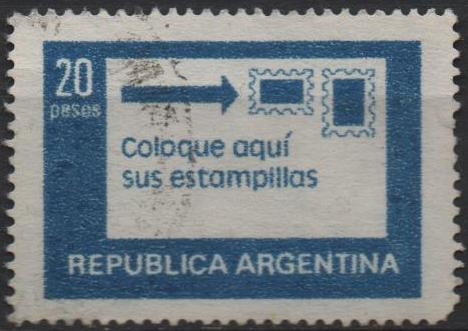 20
pesos
Coloque aquí
sus estampillas
REPUBLICA ARGENTINA